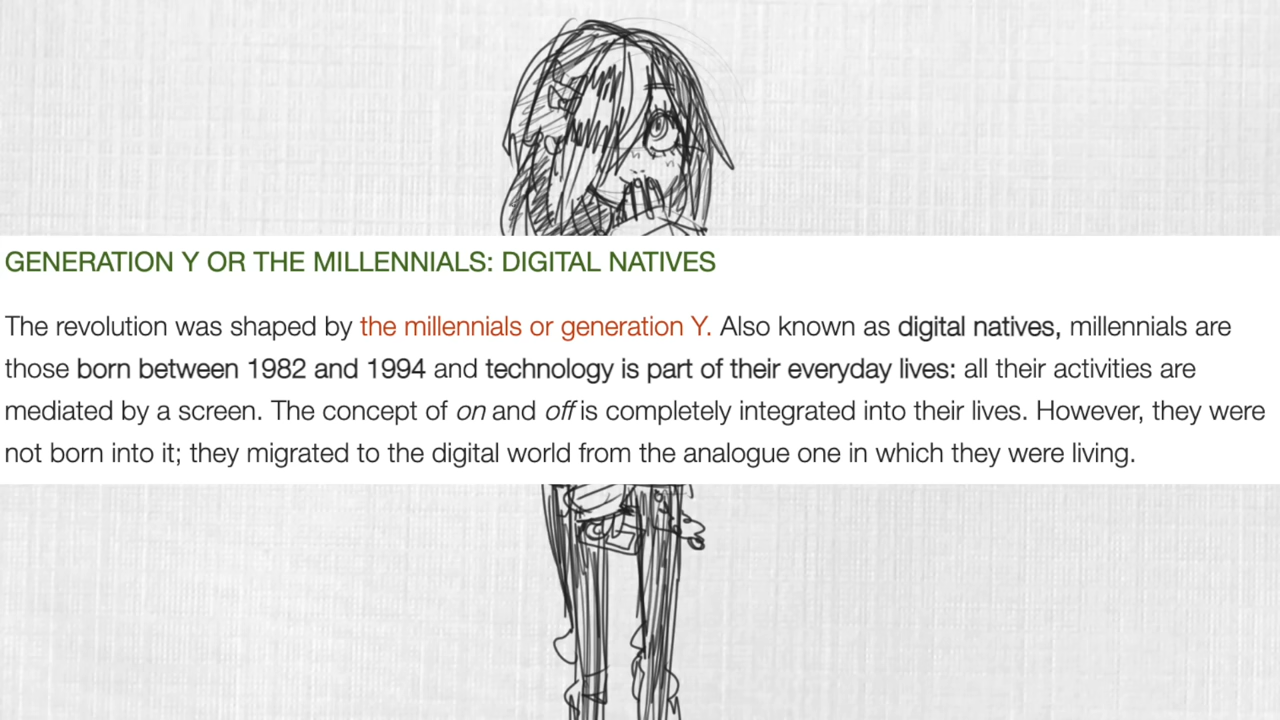 GENERATION Y OR THE MILLENNIALS: DIGITAL NATIVES
The revolution was shaped by the millennials or generation Y. Also known as digital natives, millennials are
those born between 1982 and 1994 and technology is part of their everyday lives: all their activities are
mediated by a screen. The concept of on and off is completely integrated into their lives. However, they were
not born into it; they migrated to the digital world from the analogue one in which they were living.